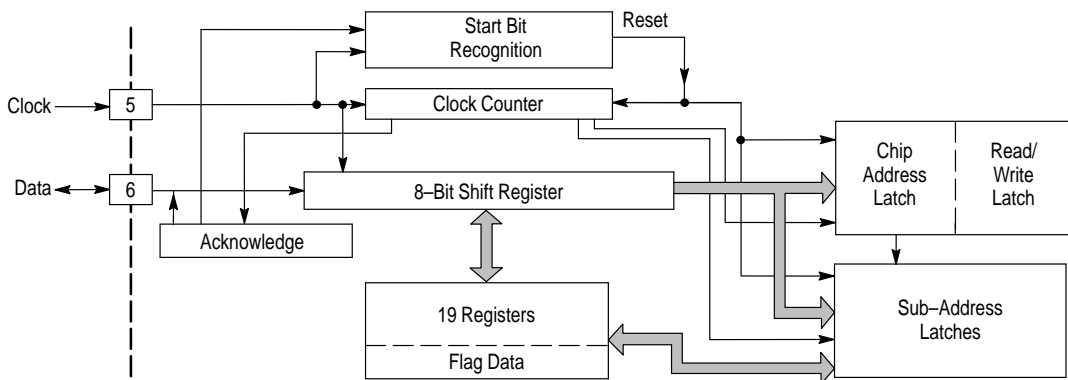 Start Bit
Recognition
Reset
Clock
5
Clock Counter
Chip
Address
Latch
Read/
Write
Latch
Data
6
8–Bit Shift Register
Acknowledge
19 Registers
Flag Data
Sub–Address
Latches